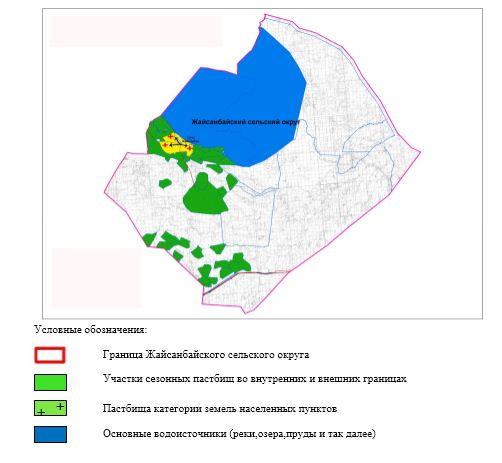 Жайсанбайский сельский округ
Условные обозначения:
Граница Жайсанбайского сельского округа
Участки сезонных пастбищ во внутренних и внешних границах
Пастбища категории земель населенных пунктов
Основные водоисточники (реки,озера,пруды и так далее)